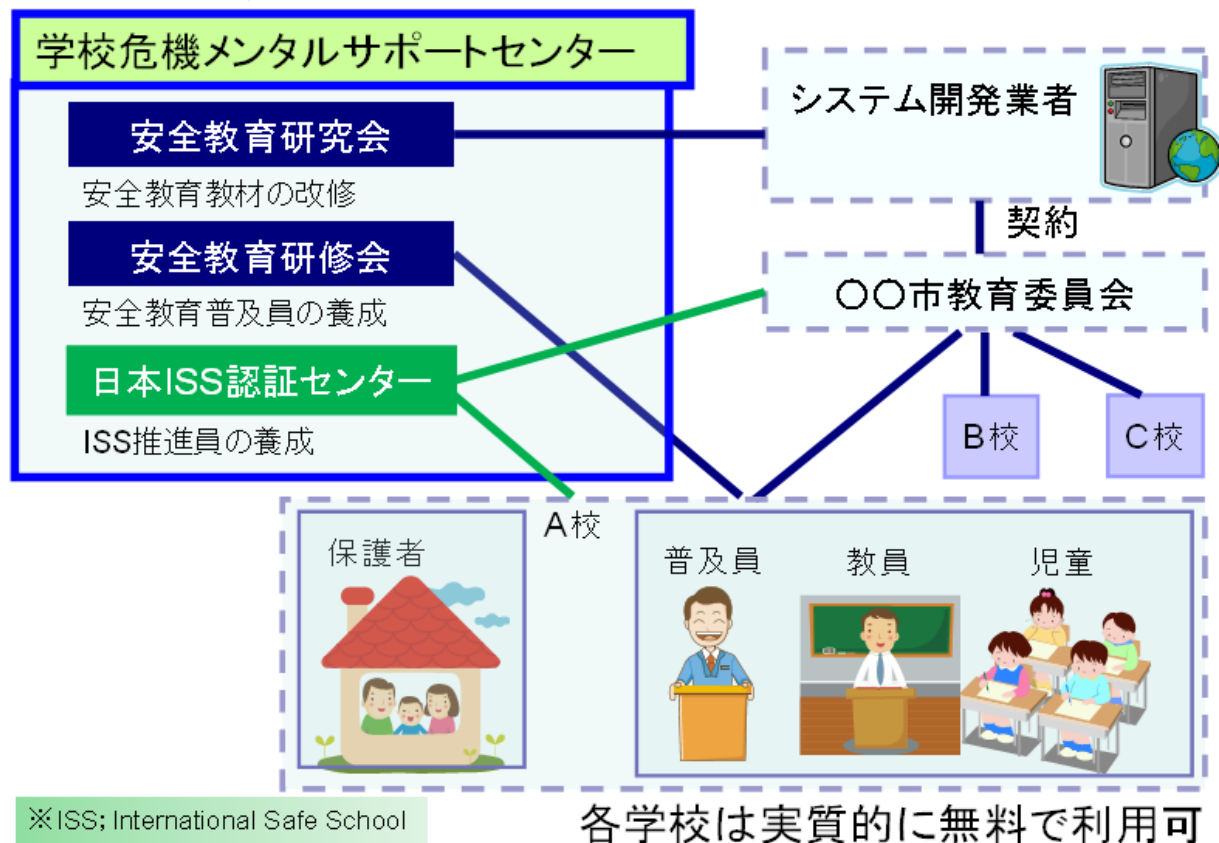 学校危機メンタルサポートセンター
安全教育研究会
安全教育教材の改修
安全教育研修会
安全教育普及員の養成
日本ISS認証センター
ISS推進員の養成
システム開発業者
契約
〇〇市教育委員会
B校
C校
A校
保護者
普及員
教員
児童
※ISS; International Safe School
各学校は実質的に無料で利用可